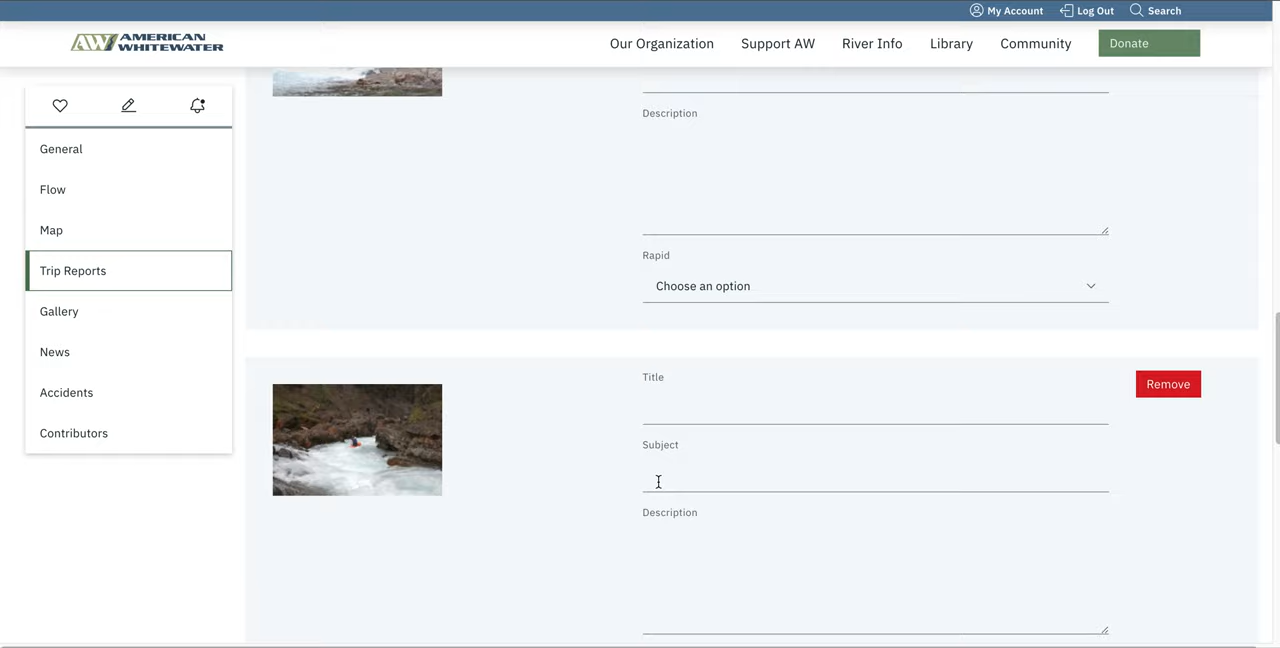 My Account Log Out Search
AMERICAN
WHITEWATER
Our Organization Support AW River Info Library Community Donate
Description
General
Flow
Map
Rapid
Trip Reports
Choose an option
Gallery
News
Title
Remove
Accidents
Contributors
Subject
Description